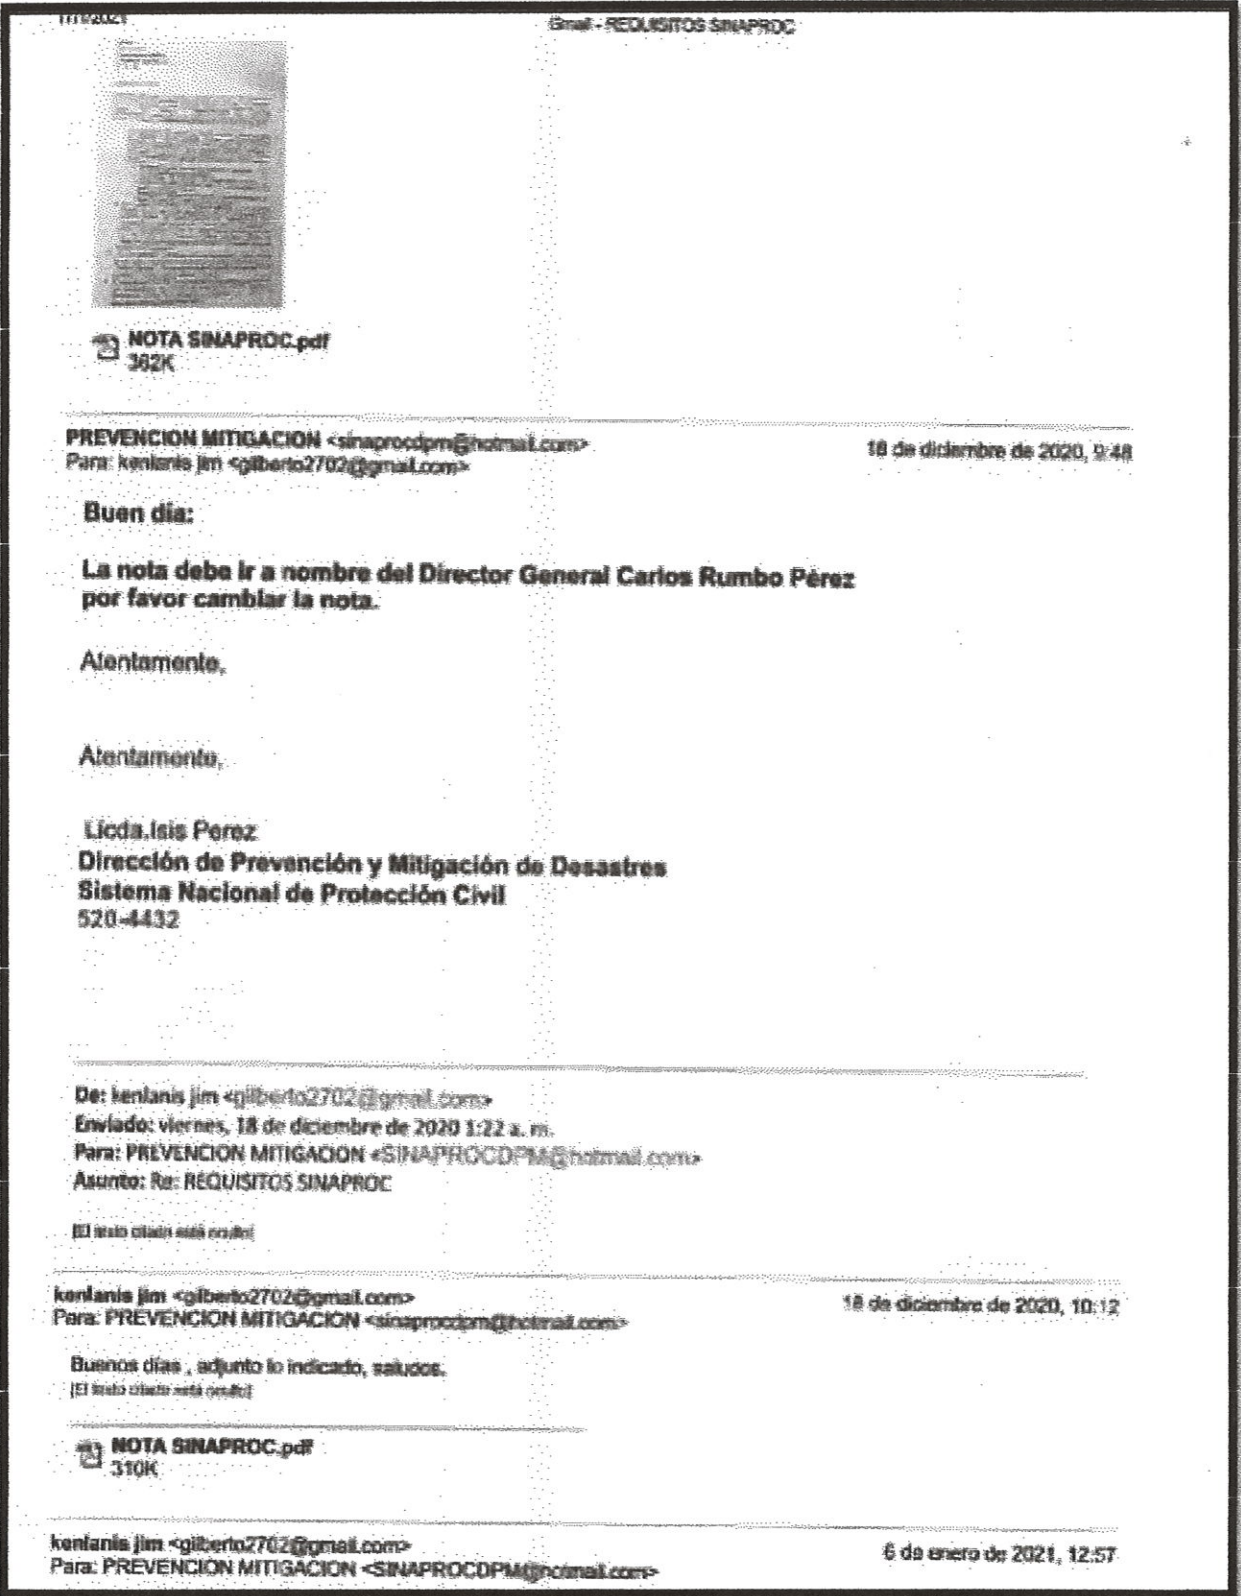 Gmail - REQUISITOS SINAPROC
NOTA SINAPROC.pdf
362K
PREVENCION MITIGACION <sinaprocdpm@hotmail.com>
18 de diciembre de 2020, 9:48
Para: kenlanis jim <gilberto2702@gmail.com>
Buen día:
La nota debe ir a nombre del Director General Carlos Rumbo Pérez
por favor cambiar la nota.
Atentamente,
Atentamente,
Licda.Isis Perez
Dirección de Prevención y Mitigación de Desastres
Sistema Nacional de Protección Civil
520-4432
De: kenlanis jim <gilberto2702@gmail.com>
Enviado: viernes, 18 de diciembre de 2020 1:22 a. m.
Para: PREVENCION MITIGACION <SINAPROCDPM@hotmail.com>
Asunto: Re: REQUISITOS SINAPROC
[El texto citado está oculto]
kenlanis jim <gilberto2702@gmail.com>
18 de diciembre de 2020, 10:12
Para: PREVENCION MITIGACION <sinaprocdpm@hotmail.com>
Buenos días , adjunto lo indicado, saludos.
[El texto citado está oculto]
NOTA SINAPROC.pdf
310K
kenlanis jim <gilberto2702@gmail.com>
6 de enero de 2021, 12:57
Para: PREVENCION MITIGACION <SINAPROCDPM@hotmail.com>